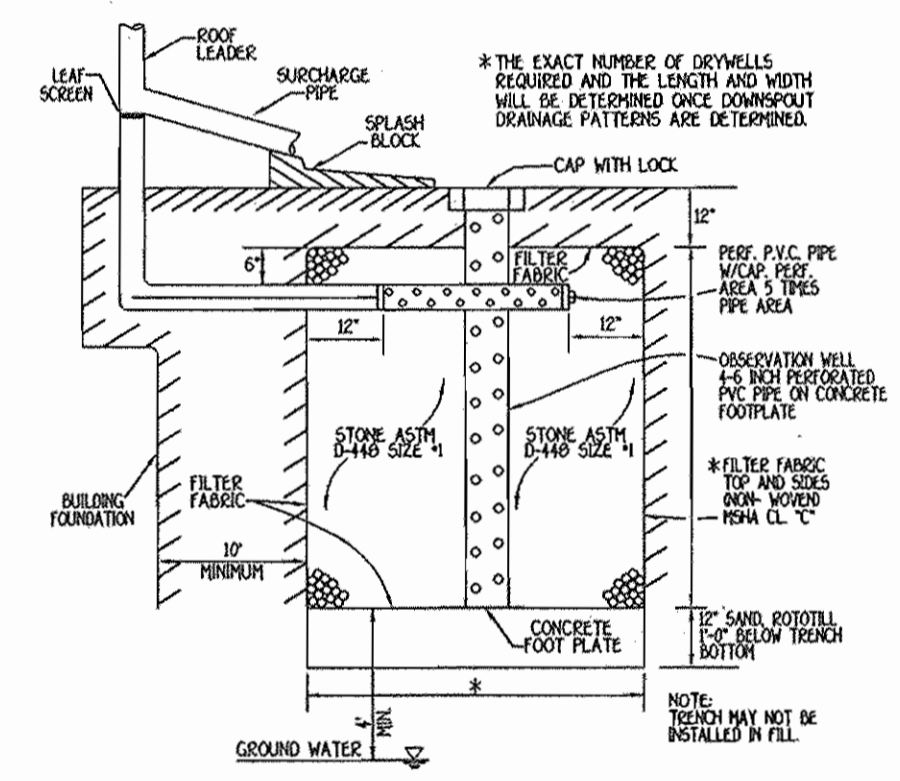 ROOF
LEADER
LEAF
SCREEN
SURCHARGE
PIPE
SPLASH
BLOCK
* THE EXACT NUMBER OF DRYWELLS
REQUIRED AND THE LENGTH AND WIDTH
WILL BE DETERMINED ONCE DOWNSPOUT
DRAINAGE PATTERNS ARE DETERMINED.
CAP WITH LOCK
12"
6"
FILTER
FABRIC
PERF. P.V.C. PIPE
W/CAP. PERF.
AREA 5 TIMES
PIPE AREA
12"
12"
OBSERVATION WELL
4-6 INCH PERFORATED
PVC PIPE ON CONCRETE
FOOTPLATE
STONE ASTM
D-448 SIZE #1
STONE ASTM
D-448 SIZE #1
* FILTER FABRIC
TOP AND SIDES
(NON- WOVEN)
MSHA CL. "C"
FILTER
FABRIC
BUILDING
FOUNDATION
10'
MINIMUM
CONCRETE
FOOT PLATE
12" SAND, ROTOTILL
1'-0" BELOW TRENCH
BOTTOM
*
4'
MIN
NOTE:
TRENCH MAY NOT BE
INSTALLED IN FILL.
GROUND WATER